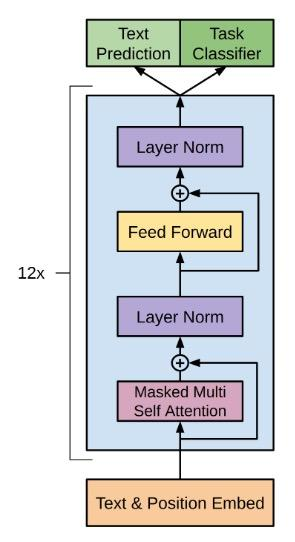 Text
Prediction
Task
Classifier
Layer Norm
Feed Forward
12x
Layer Norm
Masked Multi
Self Attention
Text & Position Embed